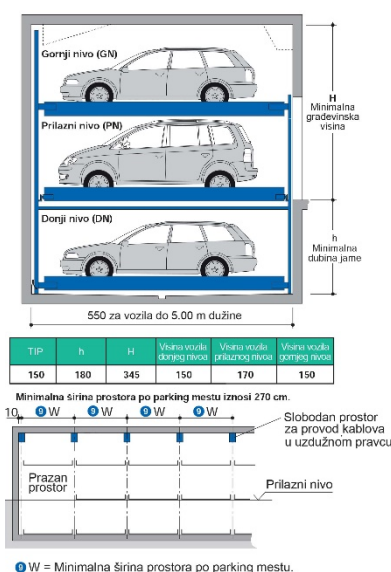 Gornji nivo (GN)
H
Minimalna
građevinska
visina
Prilazni nivo (PN)
Donji nivo (DN)
h
Minimalna
dubina jame
550 za vozila do 5.00 m dužine
TIP h H Visina vozila donjeg nivoa Visina vozila prilaznog nivoa Visina vozila gornjeg nivoa
150 180 345 150 170 150
Minimalna širina prostora po parking mestu iznosi 270 cm.
10 9 W 9 W 9 W 9 W
Slobodan prostor
za provod kablova
u uzdužnom pravcu
Prazan
prostor
Prilazni nivo
9 W = Minimalna širina prostora po parking mestu.